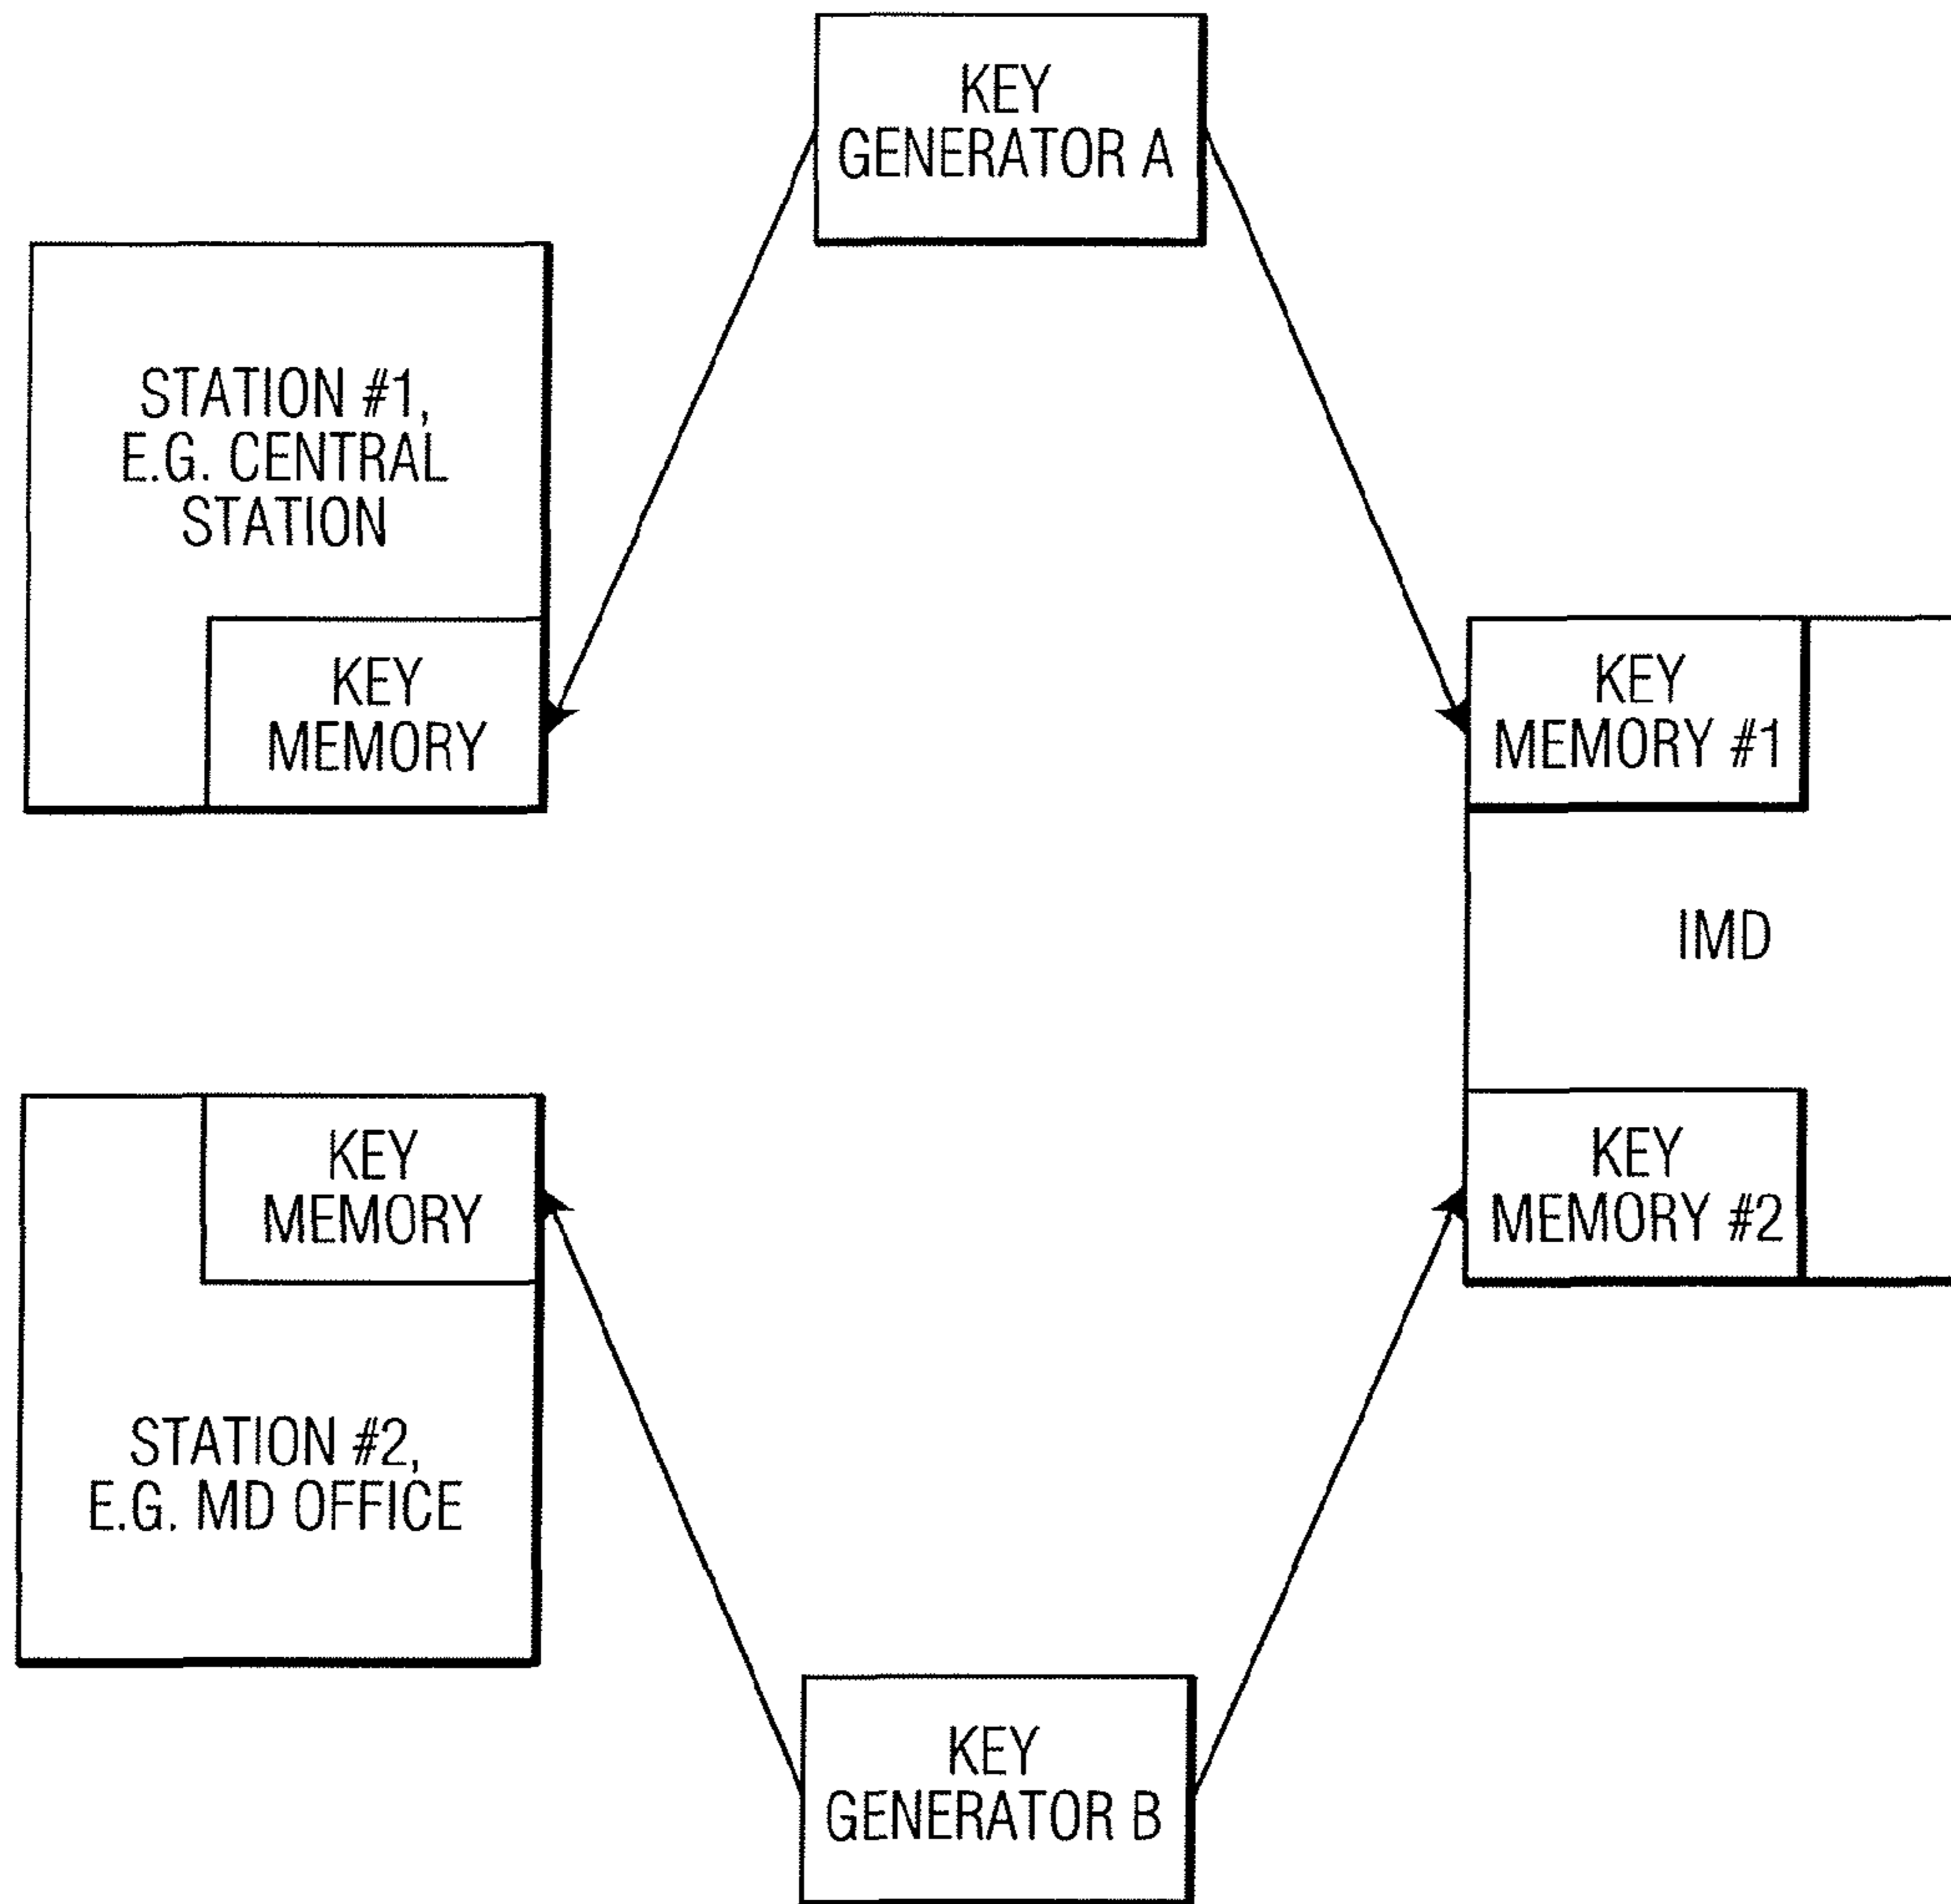 KEY
GENERATOR A
STATION #1,
E.G. CENTRAL
STATION
KEY
MEMORY
KEY
MEMORY #1
IMD
KEY
MEMORY
KEY
MEMORY #2
STATION #2,
E.G. MD OFFICE
KEY
GENERATOR B